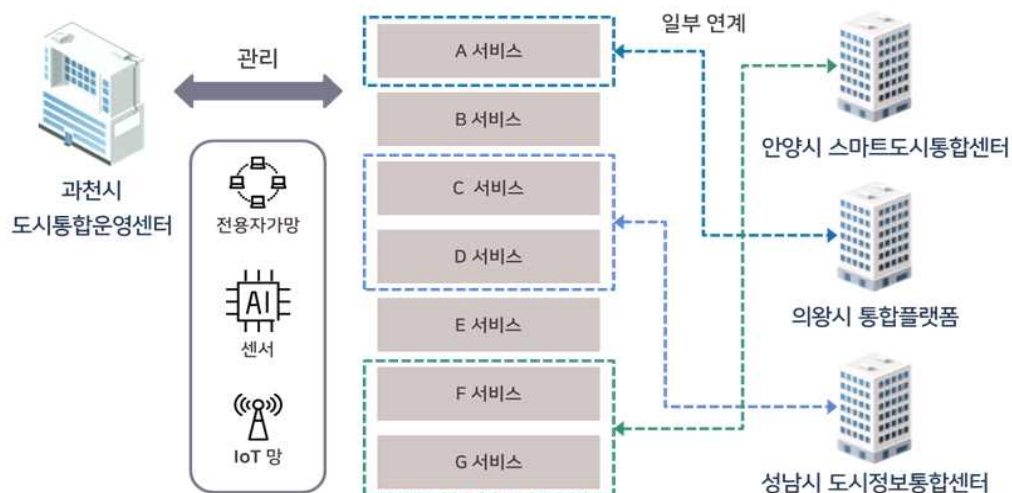 과천시
도시통합운영센터
관리
전용자가망
AI
센서
IoT 망
A 서비스
B 서비스
C 서비스
D 서비스
E 서비스
F 서비스
G 서비스
일부 연계
안양시 스마트도시통합센터
의왕시 통합플랫폼
성남시 도시정보통합센터